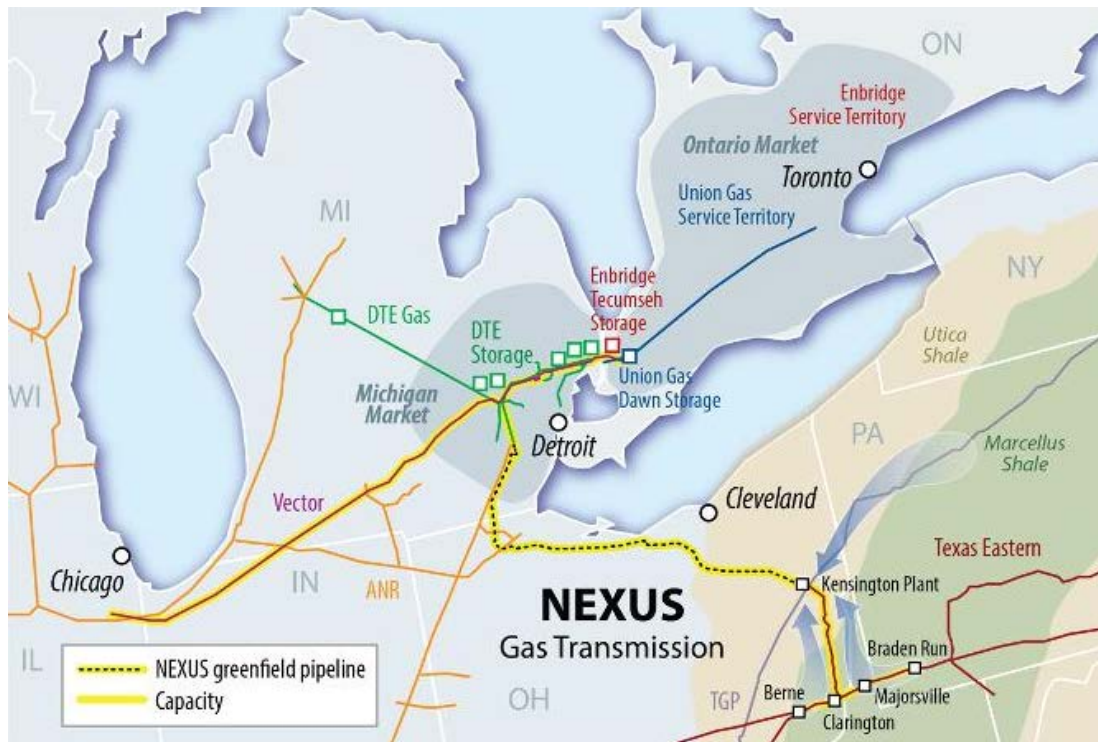 ON
Enbridge
Service Territory
Ontario Market
Toronto
Union Gas
Service Territory
MI
NY
Enbridge
Tecumseh
Storage
DTE Gas
DTE
Storage
Utica
Shale
Michigan
Market
Union Gas
Dawn Storage
WI
Detroit
PA
Marcellus
Shale
Vector
Cleveland
Texas Eastern
Chicago
IN
ANR
Kensington Plant
NEXUS
Gas Transmission
Braden Run
IL
NEXUS greenfield pipeline
Capacity
OH
TGP
Berne
Majorsville
Clarington